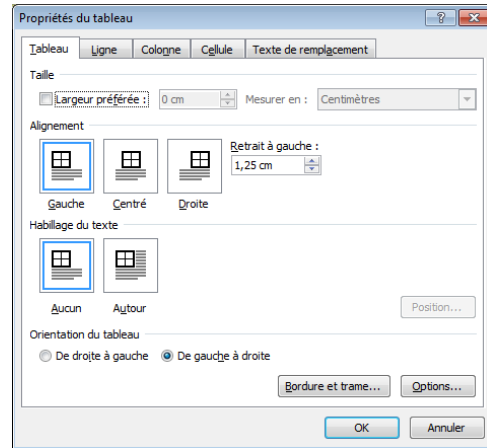 Propriétés du tableau
Tableau Ligne Colonne Cellule Texte de remplacement
Taille
Largeur préférée : 0 cm Mesurer en : Centimètres
Alignement
Retrait à gauche :
1,25 cm
Gauche Centré Droite
Habillage du texte
Aucun Autour Position...
Orientation du tableau
De droite à gauche De gauche à droite
Bordure et trame... Options...
OK Annuler